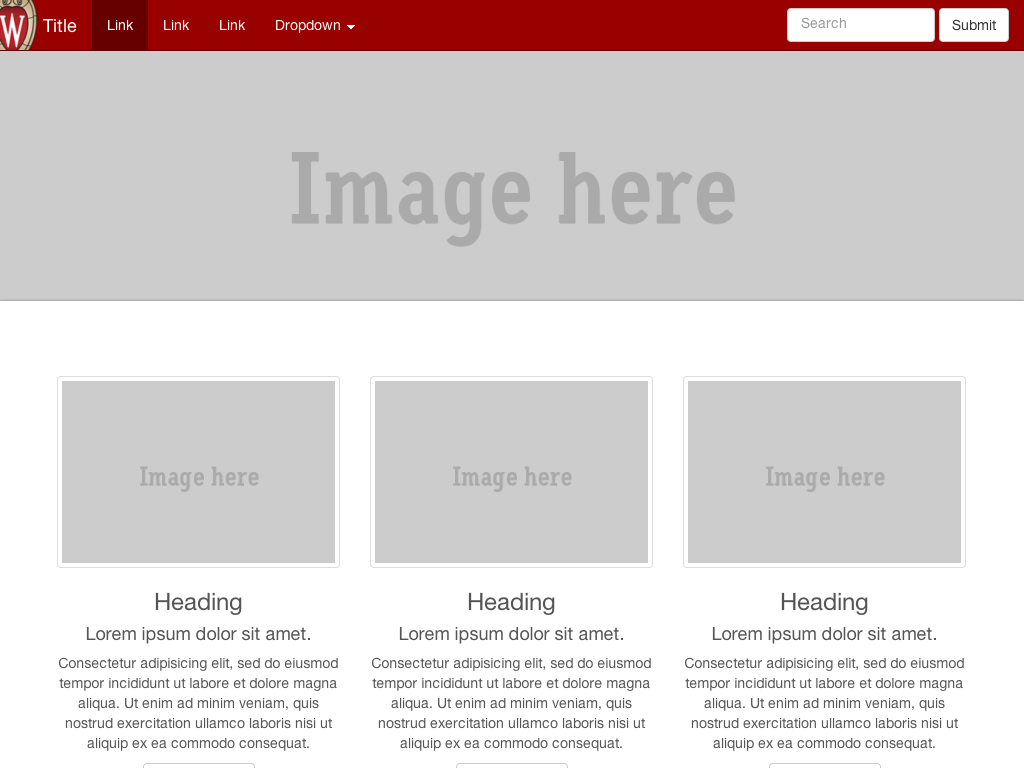 W Title Link Link Link Dropdown Search Submit
Image here
Image here Image here Image here
Heading Heading Heading
Lorem ipsum dolor sit amet. Lorem ipsum dolor sit amet. Lorem ipsum dolor sit amet.
Consectetur adipisicing elit, sed do eiusmod
tempor incididunt ut labore et dolore magna
aliqua. Ut enim ad minim veniam, quis
nostrud exercitation ullamco laboris nisi ut
aliquip ex ea commodo consequat.
Consectetur adipisicing elit, sed do eiusmod
tempor incididunt ut labore et dolore magna
aliqua. Ut enim ad minim veniam, quis
nostrud exercitation ullamco laboris nisi ut
aliquip ex ea commodo consequat.
Consectetur adipisicing elit, sed do eiusmod
tempor incididunt ut labore et dolore magna
aliqua. Ut enim ad minim veniam, quis
nostrud exercitation ullamco laboris nisi ut
aliquip ex ea commodo consequat.